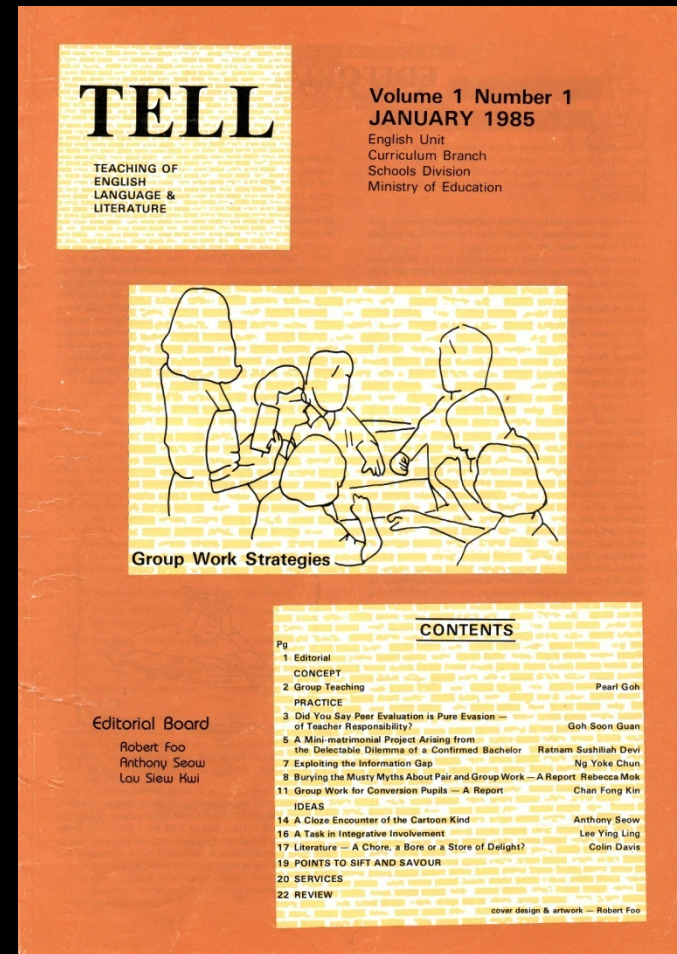 TELL
TEACHING OF
ENGLISH
LANGUAGE &
LITERATURE
Volume 1 Number 1
JANUARY 1985
English Unit
Curriculum Branch
Schools Division
Ministry of Education
Group Work Strategies
Editorial Board
Robert Foo
Anthony Seow
Lau Siew Kwi
CONTENTS
Pg
1 Editorial
CONCEPT
2 Group Teaching Pearl Goh
PRACTICE
3 Did You Say Peer Evaluation is Pure Evasion —
of Teacher Responsibility? Goh Soon Guan
5 A Mini-matrimonial Project Arising from
the Delectable Dilemma of a Confirmed Bachelor Ratnam Sushiliah Devi
7 Exploiting the Information Gap Ng Yoke Chun
8 Burying the Musty Myths About Pair and Group Work — A Report Rebecca Mok
11 Group Work for Conversion Pupils — A Report Chan Fong Kin
IDEAS
14 A Cloze Encounter of the Cartoon Kind Anthony Seow
16 A Task in Integrative Involvement Lee Ying Ling
17 Literature — A Chore, a Bore or a Store of Delight? Colin Davis
19 POINTS TO SIFT AND SAVOUR
20 SERVICES
22 REVIEW
cover design & artwork — Robert Foo